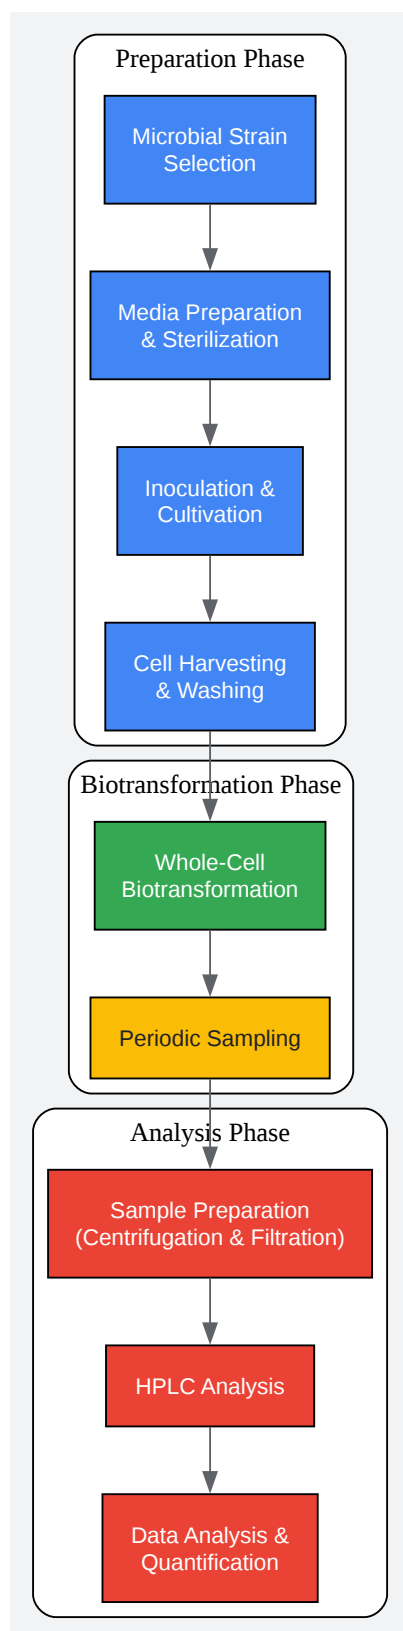 Preparation Phase
Microbial Strain
Selection
Media Preparation
& Sterilization
Inoculation &
Cultivation
Cell Harvesting
& Washing
Biotransformation Phase
Whole-Cell
Biotransformation
Periodic Sampling
Analysis Phase
Sample Preparation
(Centrifugation & Filtration)
HPLC Analysis
Data Analysis &
Quantification